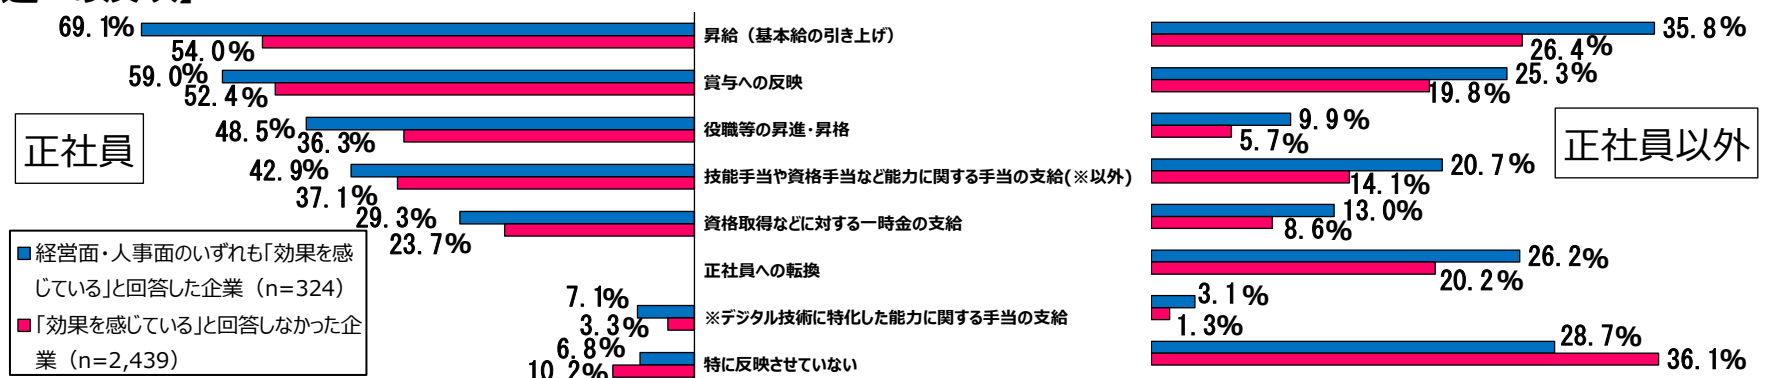 69.1%
54.0%
昇給（基本給の引き上げ）
35.8%
26.4%
59.0%
52.4%
賞与への反映
25.3%
19.8%
正社員
48.5%
36.3%
役職等の昇進・昇格
9.9%
5.7%
正社員以外
42.9%
37.1%
技能手当や資格手当など能力に関する手当の支給(※以外)
20.7%
14.1%
29.3%
23.7%
資格取得などに対する一時金の支給
13.0%
8.6%
経営面・人事面のいずれも「効果を感
じている」と回答した企業（n=324）
「効果を感じている」と回答しなかった企
業（n=2,439）
正社員への転換
26.2%
20.2%
7.1%
3.3%
※デジタル技術に特化した能力に関する手当の支給
3.1%
1.3%
6.8%
10.2%
特に反映させていない
28.7%
36.1%